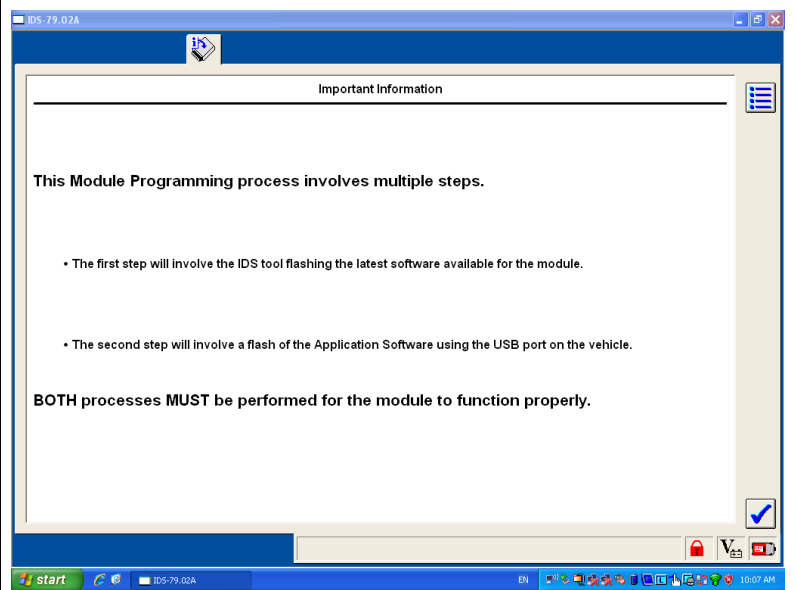 IDS-79.02A
Important Information
This Module Programming process involves multiple steps.
• The first step will involve the IDS tool flashing the latest software available for the module.
• The second step will involve a flash of the Application Software using the USB port on the vehicle.
BOTH processes MUST be performed for the module to function properly.
V
start
IDS-79.02A
EN
10:07 AM